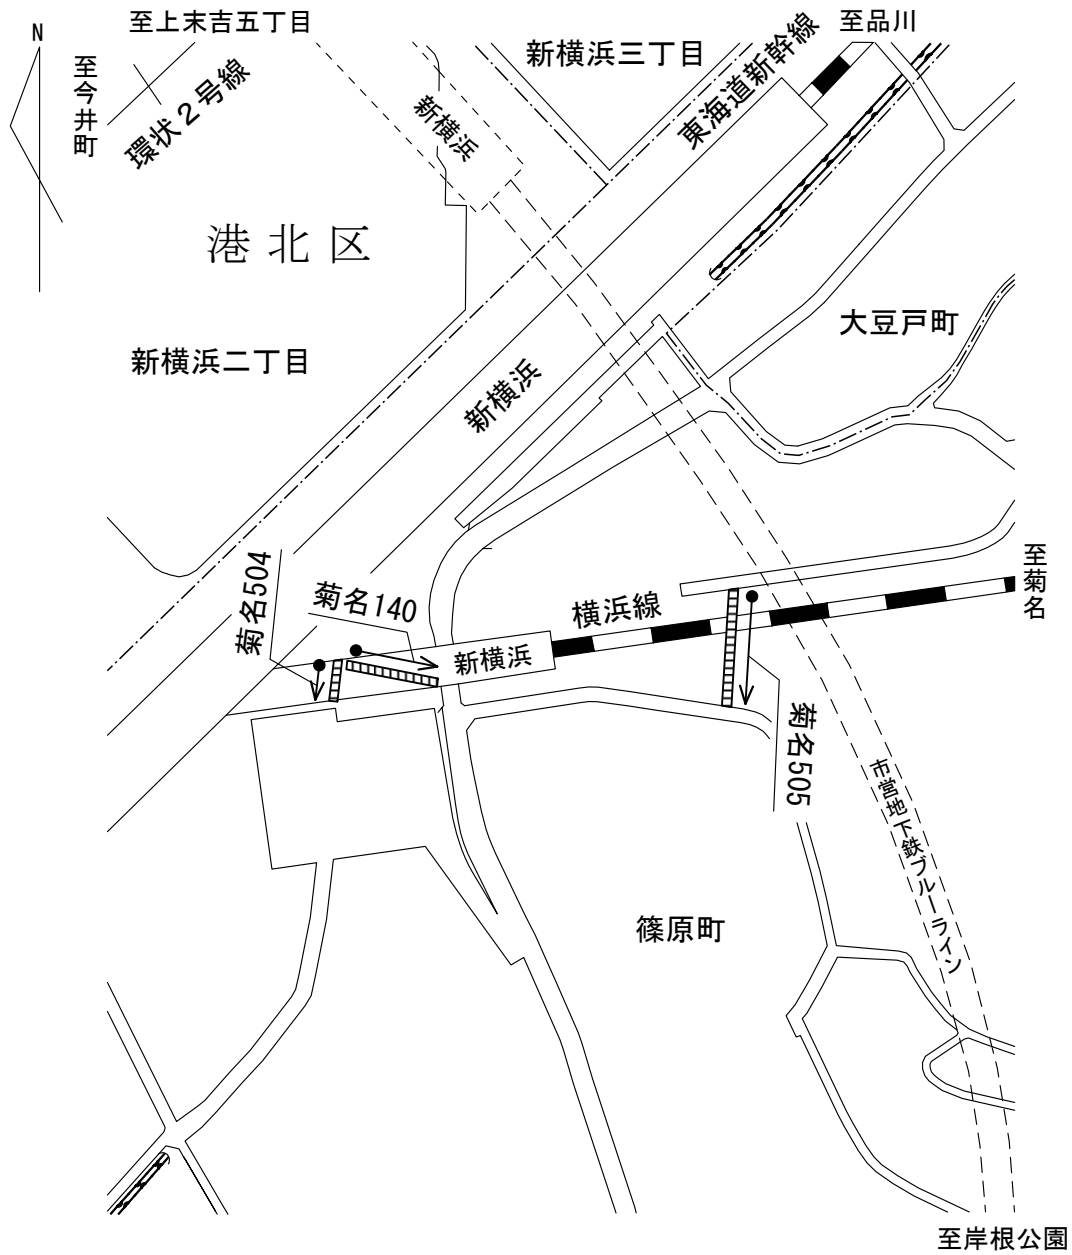 至上末吉五丁目
至品川
N
新横浜三丁目
至今井町
環状２号線
新横浜
東海道新幹線
港北区
大豆戸町
新横浜二丁目
新横浜
菊名504
菊名140
横浜線
至菊名
新横浜
菊名505
市営地下鉄ブルーライン
篠原町
至岸根公園